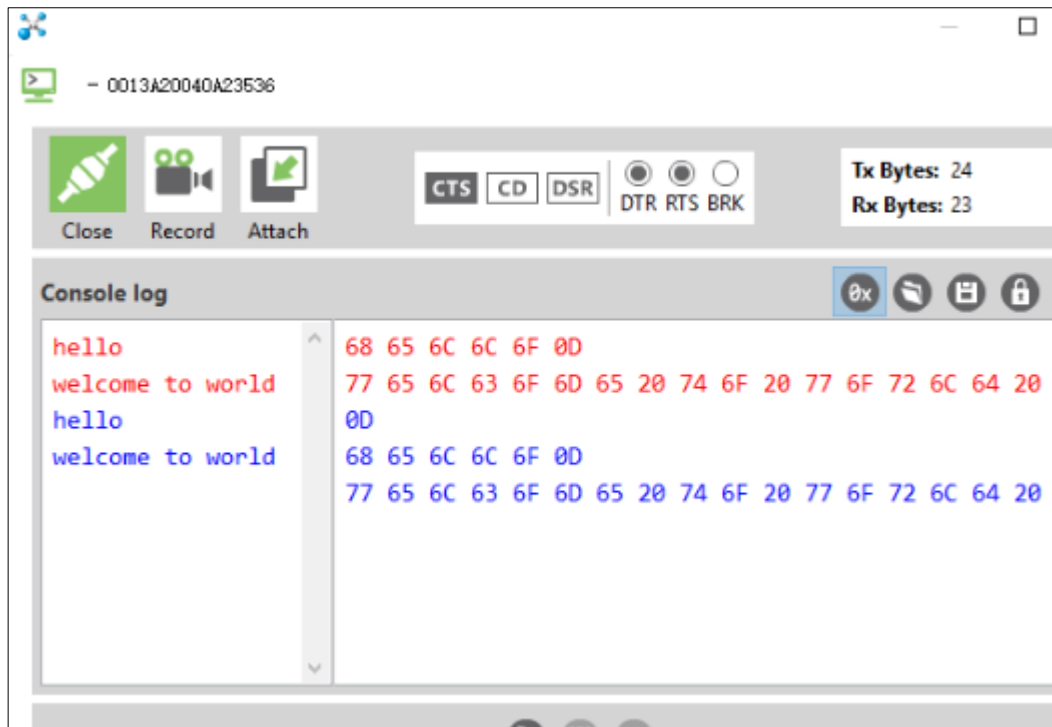 - 0013A20040A23536
Close Record Attach
CTS CD DSR DTR RTS BRK
Tx Bytes: 24
Rx Bytes: 23
Console log
0x
hello
welcome to world
hello
welcome to world
68 65 6C 6C 6F 0D
77 65 6C 63 6F 6D 65 20 74 6F 20 77 6F 72 6C 64 20
0D
68 65 6C 6C 6F 0D
77 65 6C 63 6F 6D 65 20 74 6F 20 77 6F 72 6C 64 20